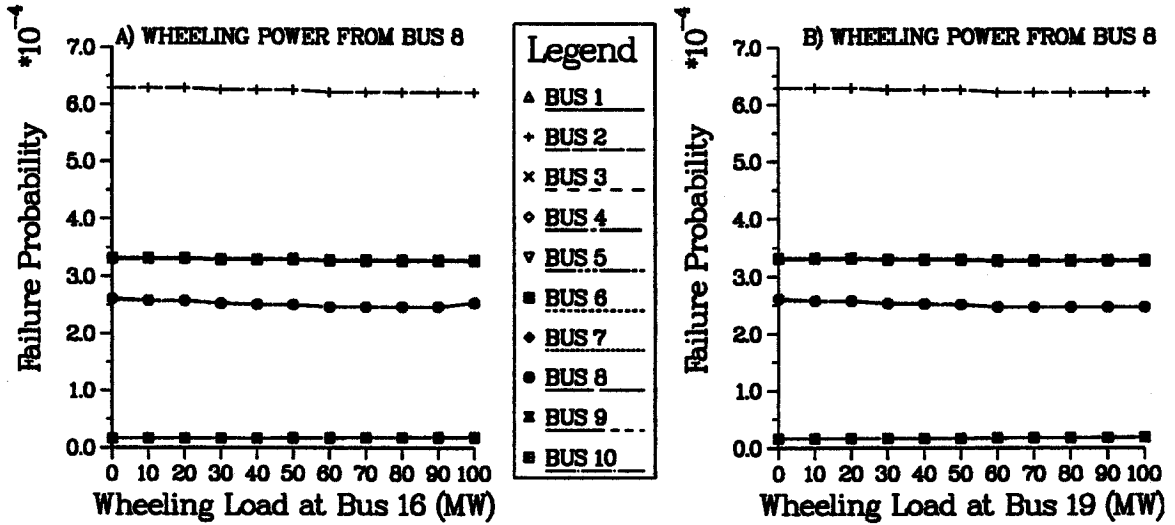 *10⁻⁴
Failure Probability
A) WHEELING POWER FROM BUS 8
7.0
6.0
5.0
4.0
3.0
2.0
1.0
0.0
0 10 20 30 40 50 60 70 80 90 100
Wheeling Load at Bus 16 (MW)
Legend
BUS 1
BUS 2
BUS 3
BUS 4
BUS 5
BUS 6
BUS 7
BUS 8
BUS 9
BUS 10
*10⁻⁴
Failure Probability
B) WHEELING POWER FROM BUS 8
7.0
6.0
5.0
4.0
3.0
2.0
1.0
0.0
0 10 20 30 40 50 60 70 80 90 100
Wheeling Load at Bus 19 (MW)